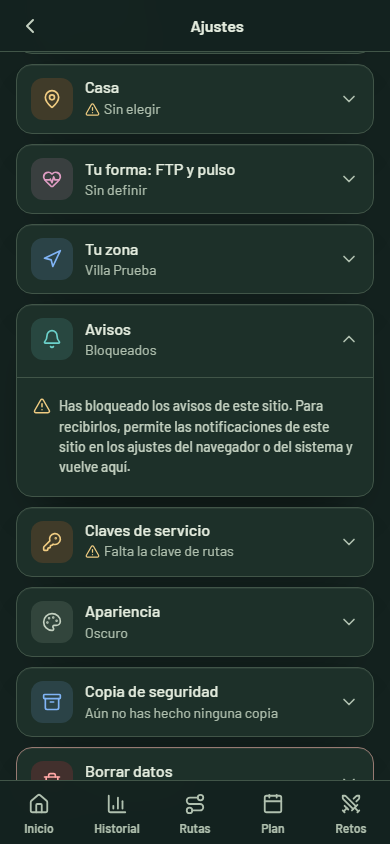 Ajustes
Casa
Sin elegir
Tu forma: FTP y pulso
Sin definir
Tu zona
Villa Prueba
Avisos
Bloqueados
Has bloqueado los avisos de este sitio. Para
recibirlos, permite las notificaciones de este
sitio en los ajustes del navegador o del sistema y
vuelve aquí.
Claves de servicio
Falta la clave de rutas
Apariencia
Oscuro
Copia de seguridad
Aún no has hecho ninguna copia
Borrar datos
Inicio
Historial
Rutas
Plan
Retos